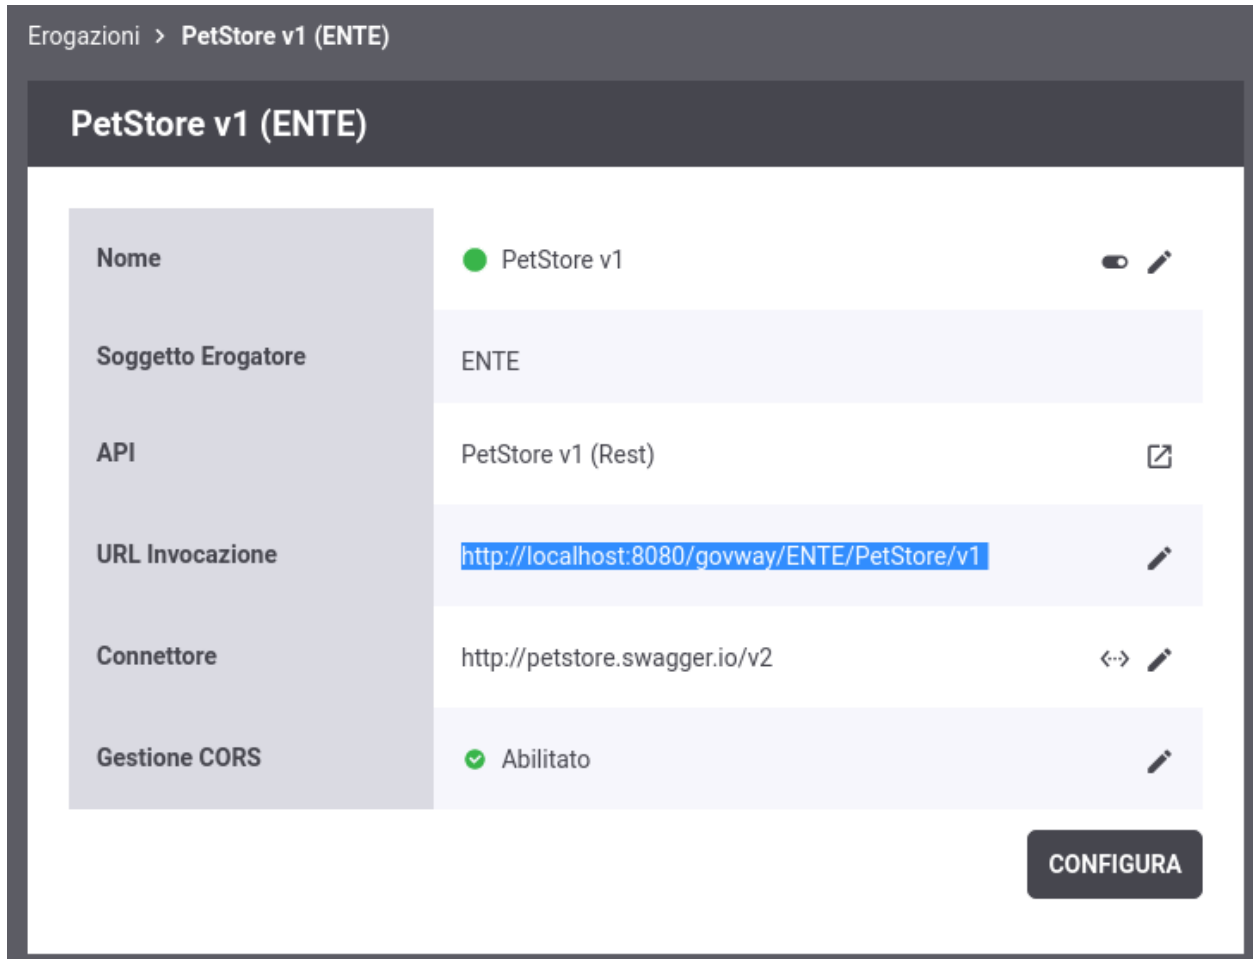 Erogazioni > PetStore v1 (ENTE)
PetStore v1 (ENTE)
Nome PetStore v1
Soggetto Erogatore ENTE
API PetStore v1 (Rest)
URL Invocazione http://localhost:8080/govway/ENTE/PetStore/v1
Connettore http://petstore.swagger.io/v2
Gestione CORS Abilitato
CONFIGURA